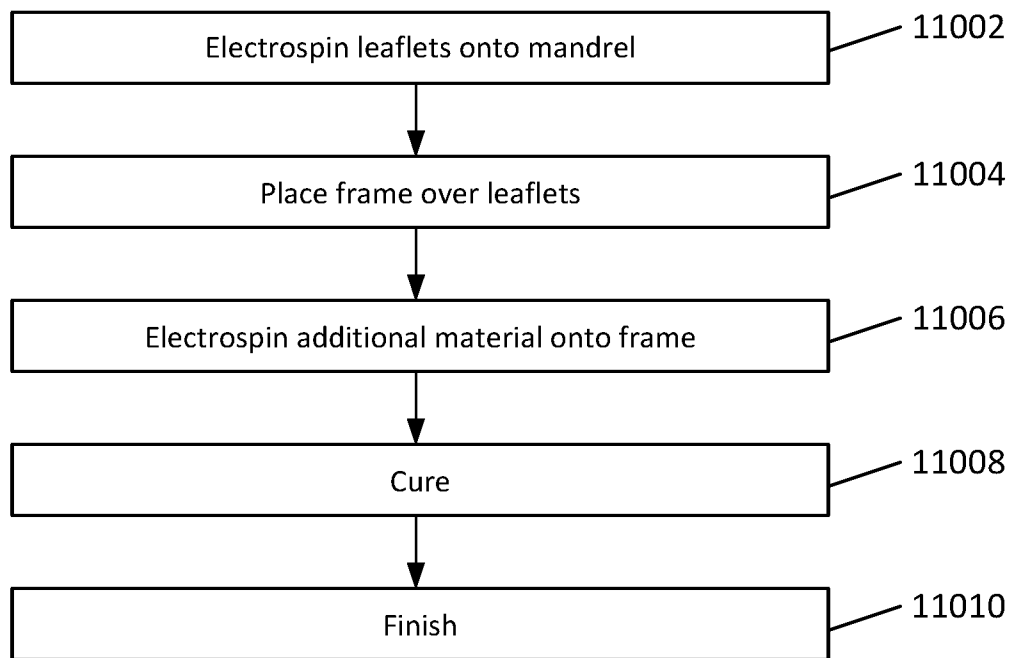 Electrospin leaflets onto mandrel
11002
Place frame over leaflets
11004
Electrospin additional material onto frame
11006
Cure
11008
Finish
11010